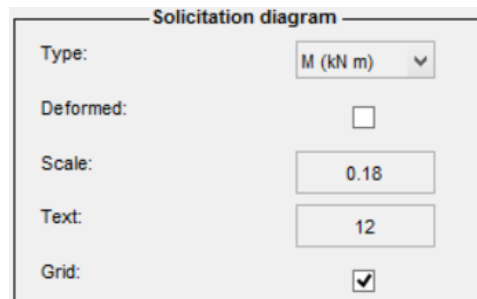 Solicitation diagram
Type: M (kN m)
Deformed:
Scale: 0.18
Text: 12
Grid: